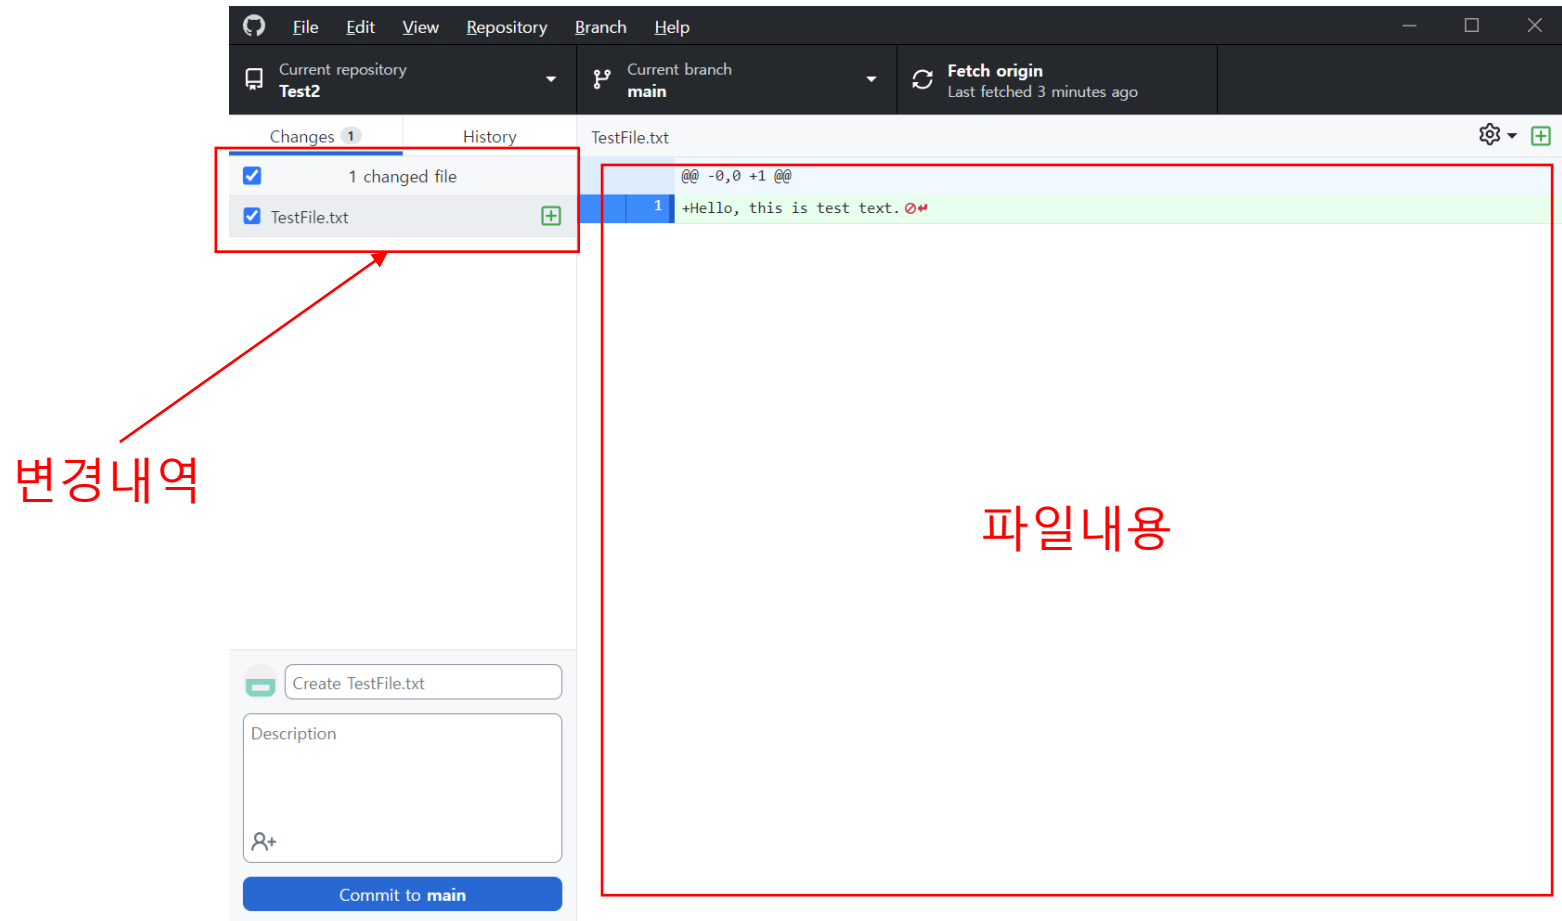 File Edit View Repository Branch Help
Current repository
Test2
Current branch
main
Fetch origin
Last fetched 3 minutes ago
Changes 1
History
TestFile.txt
1 changed file
TestFile.txt
@@ -0,0 +1 @@
1 +Hello, this is test text.
변경내역
파일내용
Create TestFile.txt
Description
Commit to main